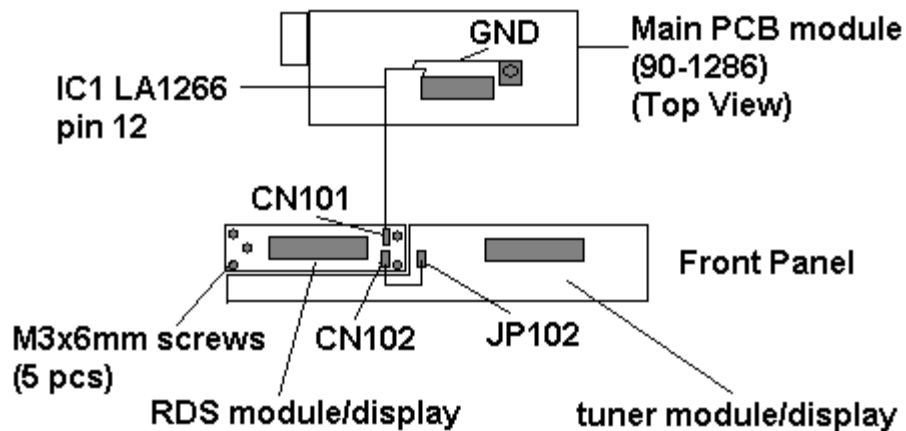 GND
Main PCB module
(90-1286)
(Top View)
IC1 LA1266
pin 12
CN101
Front Panel
M3x6mm screws
(5 pcs)
CN102
JP102
RDS module/display
tuner module/display